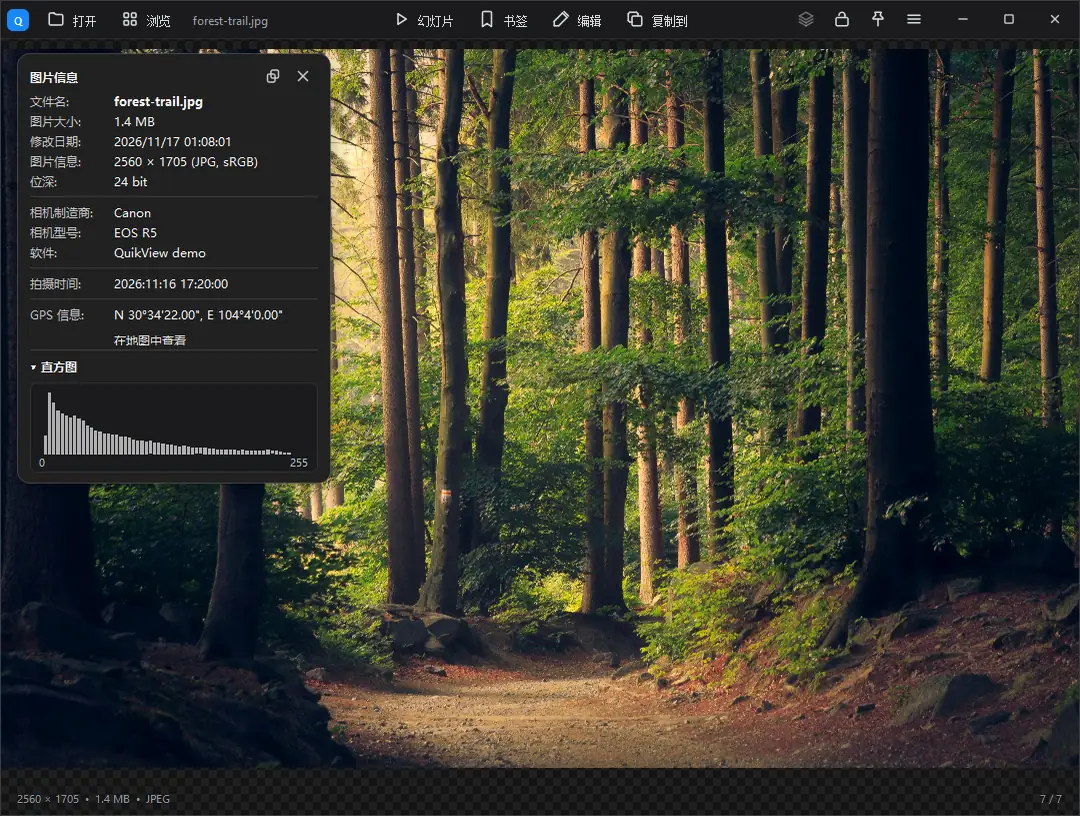 Q 打开 浏览 forest-trail.jpg 幻灯片 书签 编辑 复制到
图片信息
文件名: forest-trail.jpg
图片大小: 1.4 MB
修改日期: 2026/11/17 01:08:01
图片信息: 2560 × 1705 (JPG, sRGB)
位深: 24 bit
相机制造商: Canon
相机型号: EOS R5
软件: QuikView demo
拍摄时间: 2026:11:16 17:20:00
GPS 信息: N 30°34'22.00", E 104°4'0.00"
在地图中查看
▾ 直方图
0 255
2560 × 1705 • 1.4 MB • JPEG 7 / 7